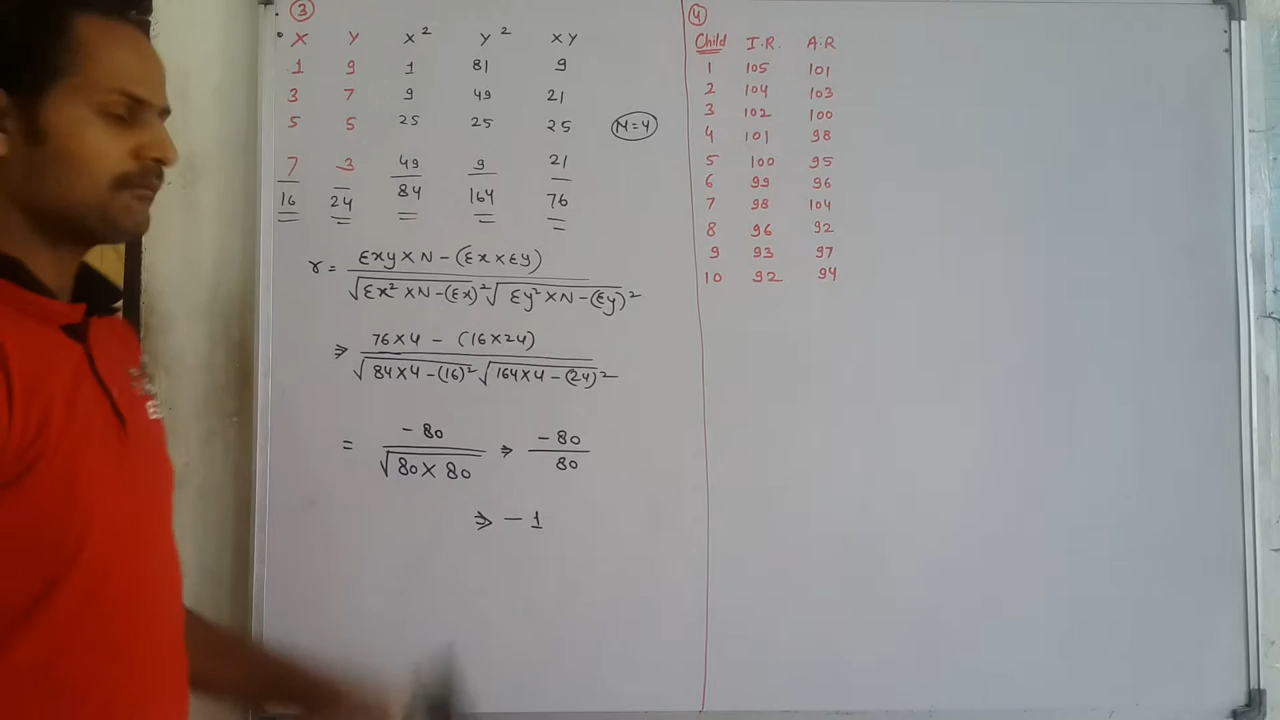 3
X Y X² Y² XY
1 9 1 81 9
3 7 9 49 21
5 5 25 25 25
N=4
7 3 49 9 21
16 24 84 164 76
r = Σxy×N-(Σx×Σy) / √Σx²×N-(Σx)² √Σy²×N-(Σy)²
⇒ 76×4-(16×24) / √84×4-(16)² √164×4-(24)²
= -80 / √80×80 ⇒ -80 / 80
⇒ -1
4
Child I.R. A.R
1 105 101
2 104 103
3 102 100
4 101 98
5 100 95
6 99 96
7 98 104
8 96 92
9 93 97
10 92 94